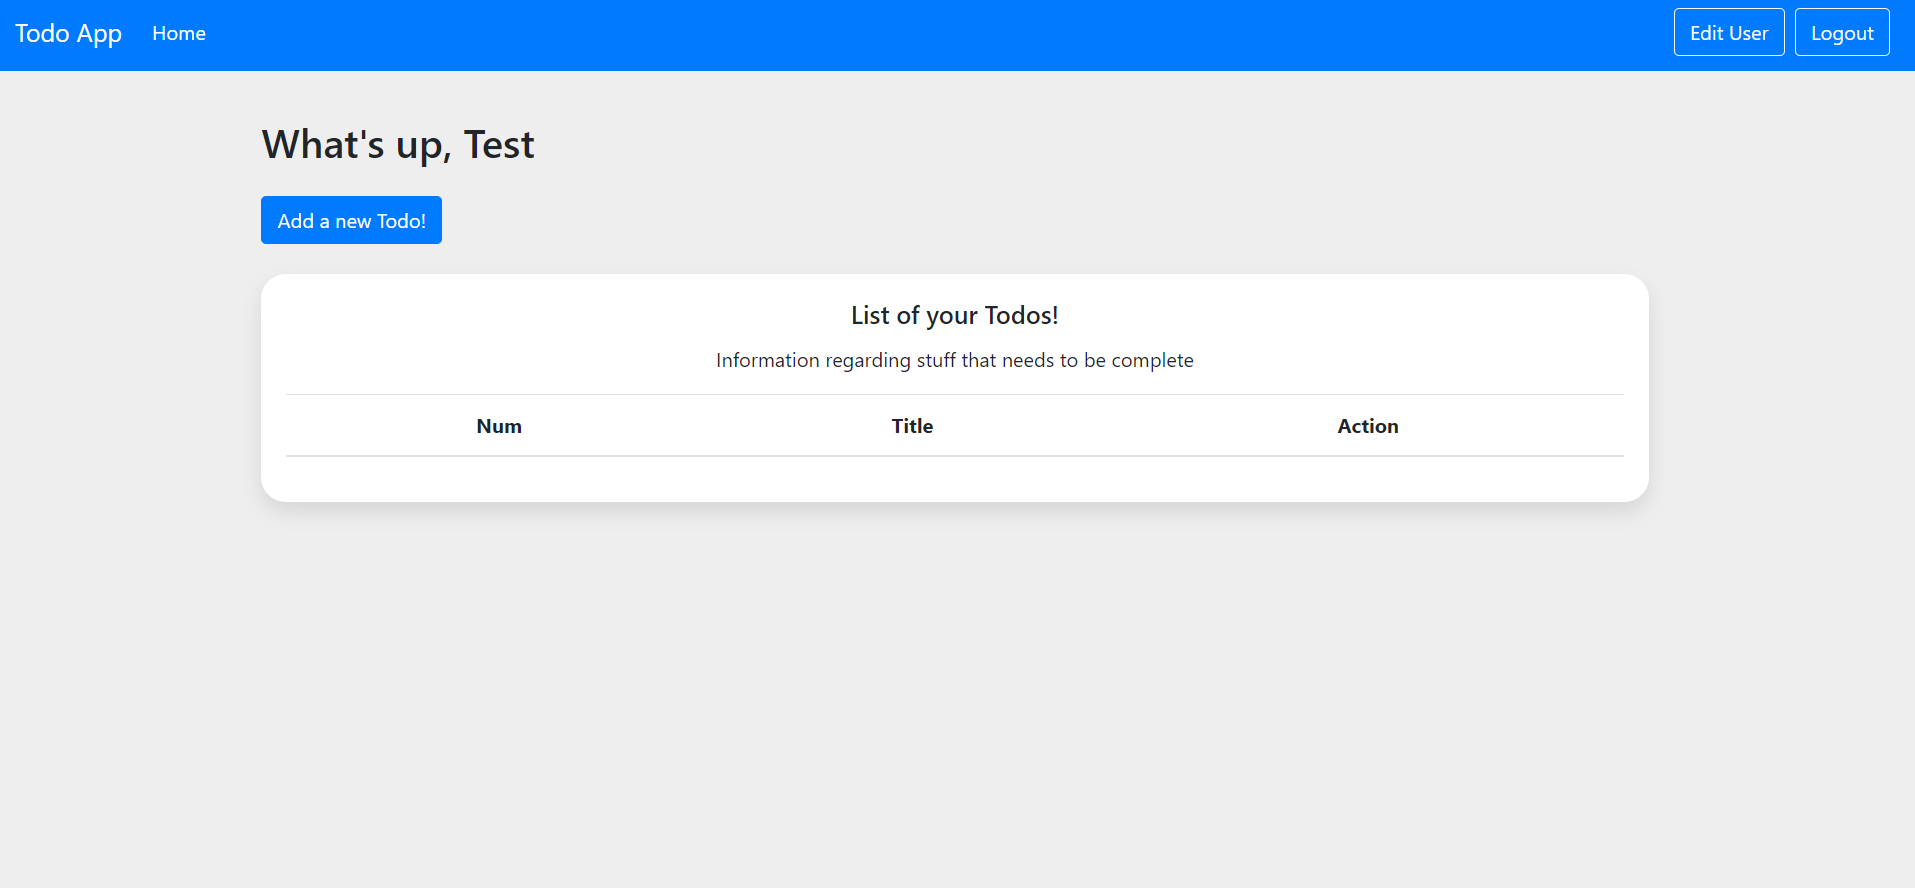 Todo App Home Edit User Logout
What's up, Test
Add a new Todo!
List of your Todos!
Information regarding stuff that needs to be complete
Num Title Action